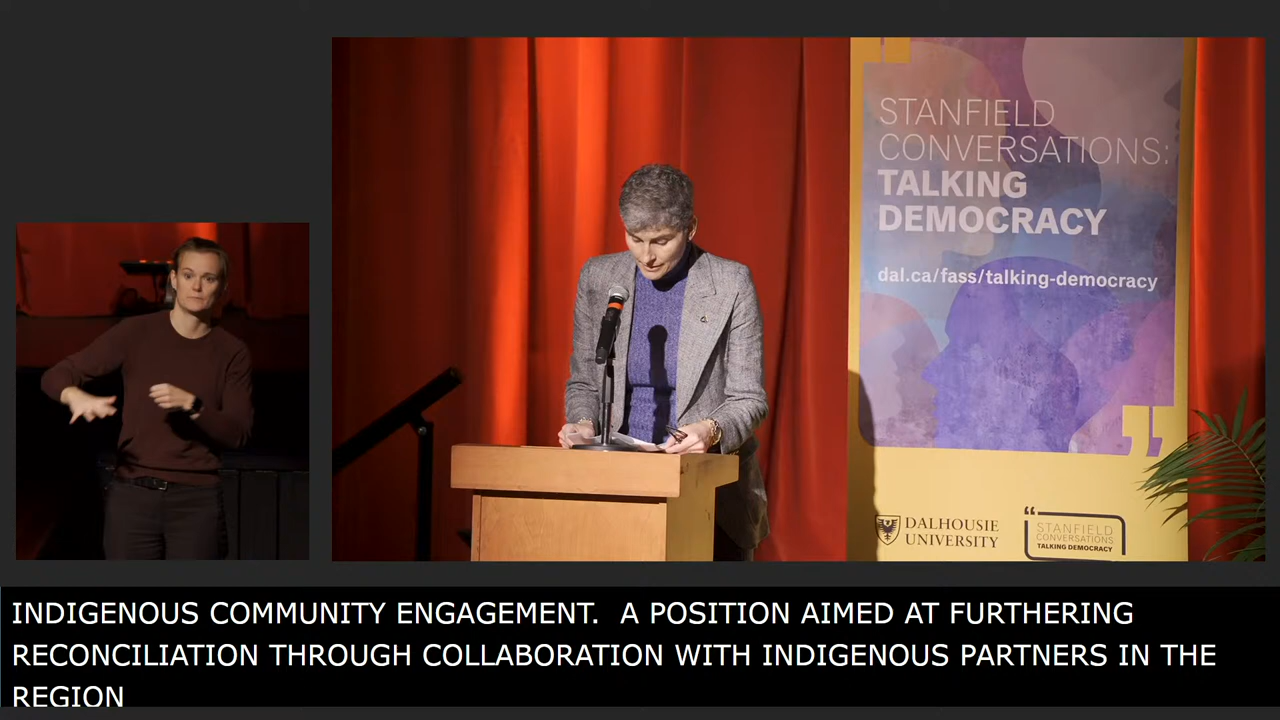 STANFIELD
CONVERSATIONS:
TALKING
DEMOCRACY
dal.ca/fass/talking-democracy
DALHOUSIE
UNIVERSITY
STANFIELD
CONVERSATIONS
TALKING DEMOCRACY
INDIGENOUS COMMUNITY ENGAGEMENT.  A POSITION AIMED AT FURTHERING
RECONCILIATION THROUGH COLLABORATION WITH INDIGENOUS PARTNERS IN THE
REGION